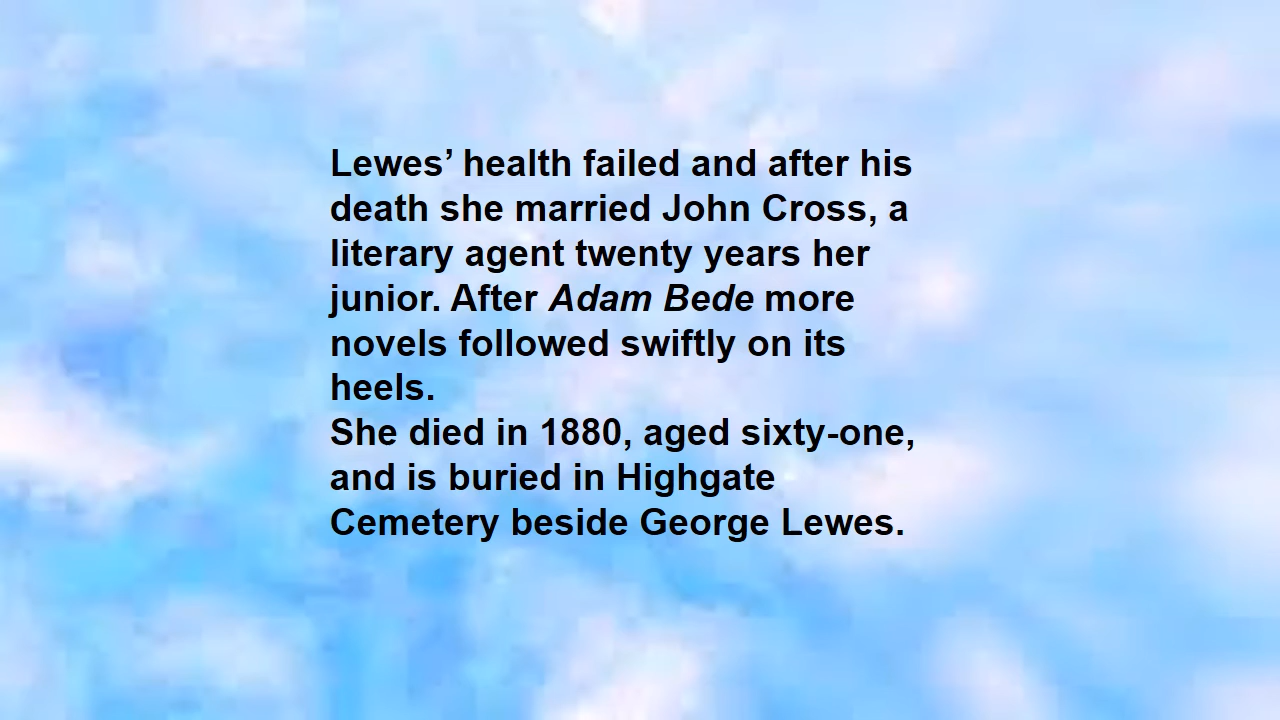 Lewes’ health failed and after his
death she married John Cross, a
literary agent twenty years her
junior. After Adam Bede more
novels followed swiftly on its
heels.
She died in 1880, aged sixty-one,
and is buried in Highgate
Cemetery beside George Lewes.